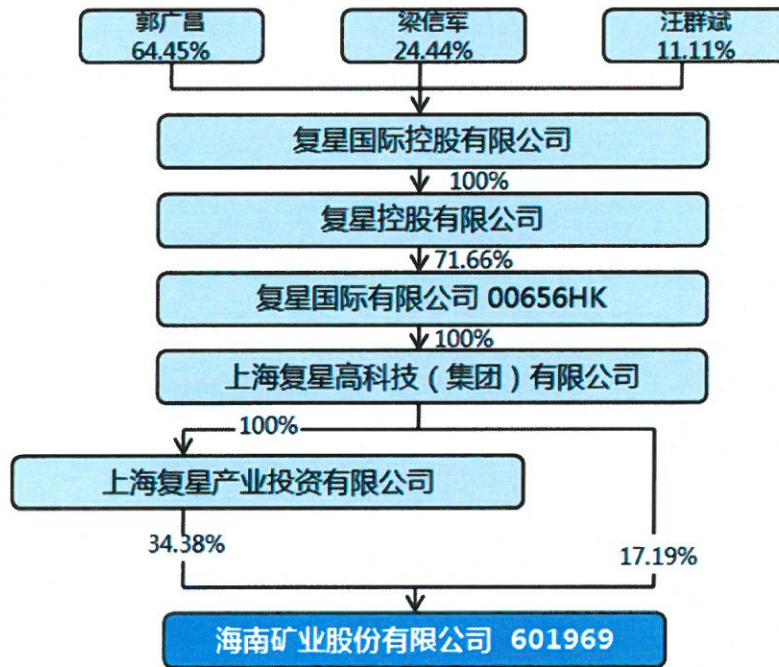 郭广昌
64.45%
梁信军
24.44%
汪群斌
11.11%
复星国际控股有限公司
100%
复星控股有限公司
71.66%
复星国际有限公司 00656HK
100%
上海复星高科技（集团）有限公司
100%
上海复星产业投资有限公司
34.38%
17.19%
海南矿业股份有限公司 601969